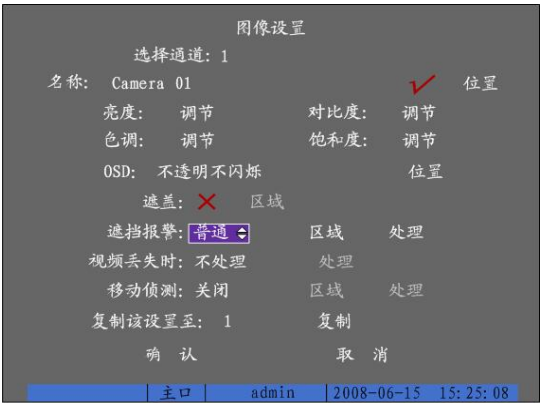 图像设置
选择通道: 1
名称: Camera 01 位置
亮度: 调节 对比度: 调节
色调: 调节 饱和度: 调节
OSD: 不透明不闪烁 位置
遮盖: 区域
遮挡报警: 普通 区域 处理
视频丢失时: 不处理 处理
移动侦测: 关闭 区域 处理
复制该设置至: 1 复制
确 认 取 消
主口 admin 2008-06-15 15:25:08